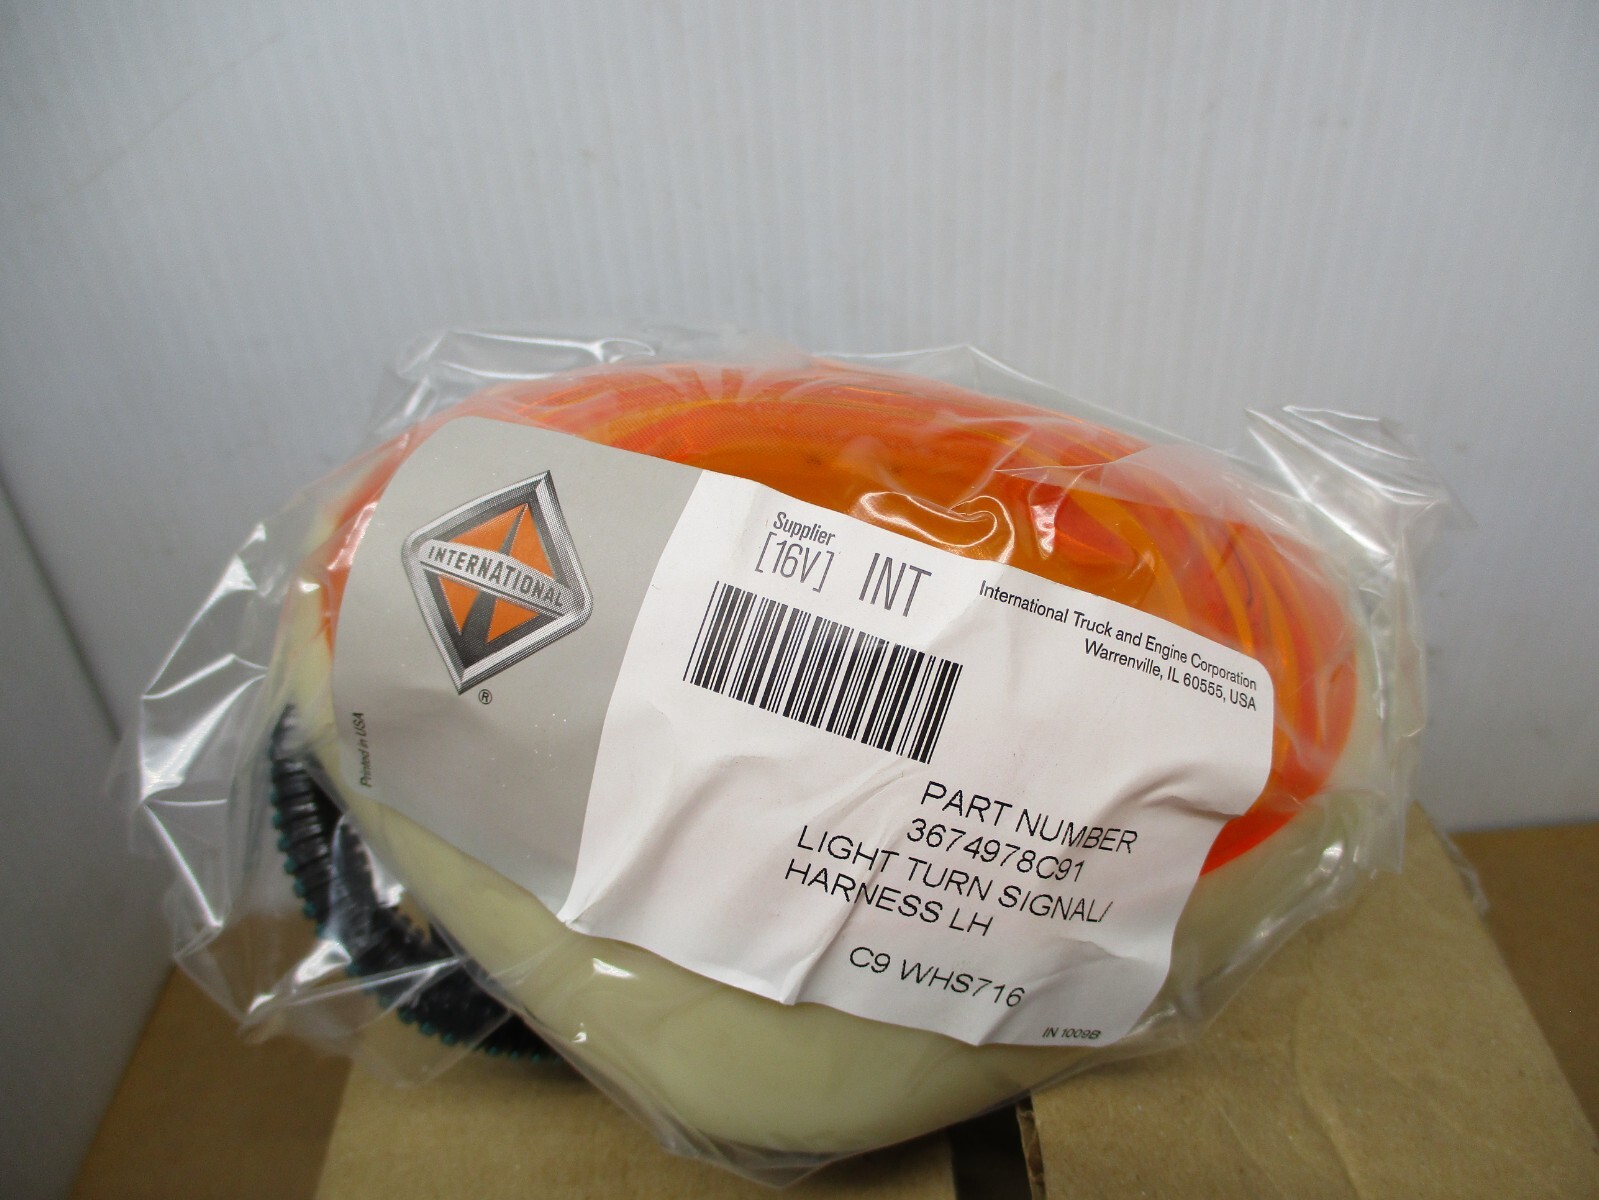 INTERNATIONAL
®
Printed in USA
Supplier
[16V] INT
International Truck and Engine Corporation
Warrenville, IL 60555, USA
PART NUMBER
3674978C91
LIGHT TURN SIGNAL/
HARNESS LH
C9 WHS716
IN 1009B